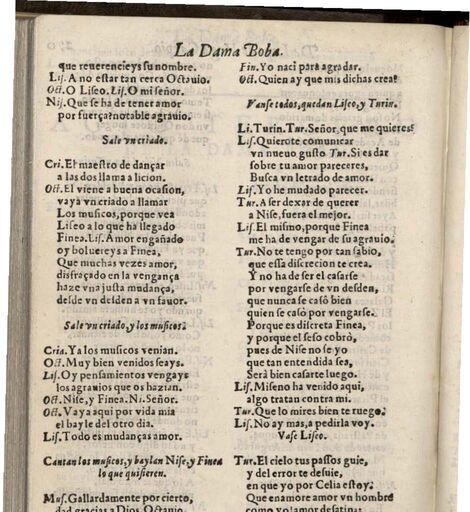 La Dama Boba.
que reuerencieys su nombre.
Lis. A no estar tan cerca Octauio.
Oct. O Liseo. Lis. O mi señor.
Nis. Que se ha de tener amor
por fuerça? notable agrauio.
Sale vn criado.
Cri. El maestro de dançar
a las dos llama a licion.
Oct. El viene a buena ocasion,
vaya vn criado a llamar
Los musicos, porque vea
Liseo a lo que ha llegado
Finea. Lis. Amor engañado
oy boluereys a Finea,
Que muchas vezes amor,
disfraçado en la vengança
haze vna justa mudança,
desde vn desden a vn fauor.
Sale vn criado, y los musicos.
Cria. Ya los musicos venian.
Oct. Muy bien venidos seays.
Lis. Oy pensamientos vengays
los agrauios que os hazian.
Oct. Nise, y Finea. Ni. Señor.
Oct. Vaya aqui por vida mia
el bayle del otro dia.
Lis. Todo es mudanças amor.
Cantan los musicos, y baylan Nise, y Finea
lo que quisieren.
Mus. Gallardamente por cierto,
dad gracias a Dios, Octauio
Fin. Yo naci para agradar.
Oct. Quien ay que mis dichas crea?
Vanse todos, quedan Liseo, y Turin.
Li. Turin. Tur. Señor, que me quieres?
Lis. Quierote comunicar
vn nueuo gusto Tur. Si es dar
sobre tu amor pareceres,
Busca vn letrado de amor.
Lis. Yo he mudado parecer.
Tur. A ser dexar de querer
a Nise, fuera el mejor.
Lis. El mismo, porque Finea
me ha de vengar de su agrauio.
Tur. No te tengo por tan sabio,
que essa discrecion te crea.
Y no ha de ser el casarse
por vengarse de vn desden,
que nunca se casò bien
quien se casò por vengarse.
Porque es discreta Finea,
y porque el seso cobrò,
pues de Nise no se yo
que tan entendida sea,
Será bien casarte luego.
Lis. Miseno ha venido aqui,
algo tratan contra mi.
Tur. Que lo mires bien te ruego.
Lis. No ay mas, a pedirla voy.
Vase Liseo.
Tur. El cielo tus passos guie,
y del error te desuie,
en que yo por Celia estoy.
Que enamore amor vn hombre
como yo! amor desatina: